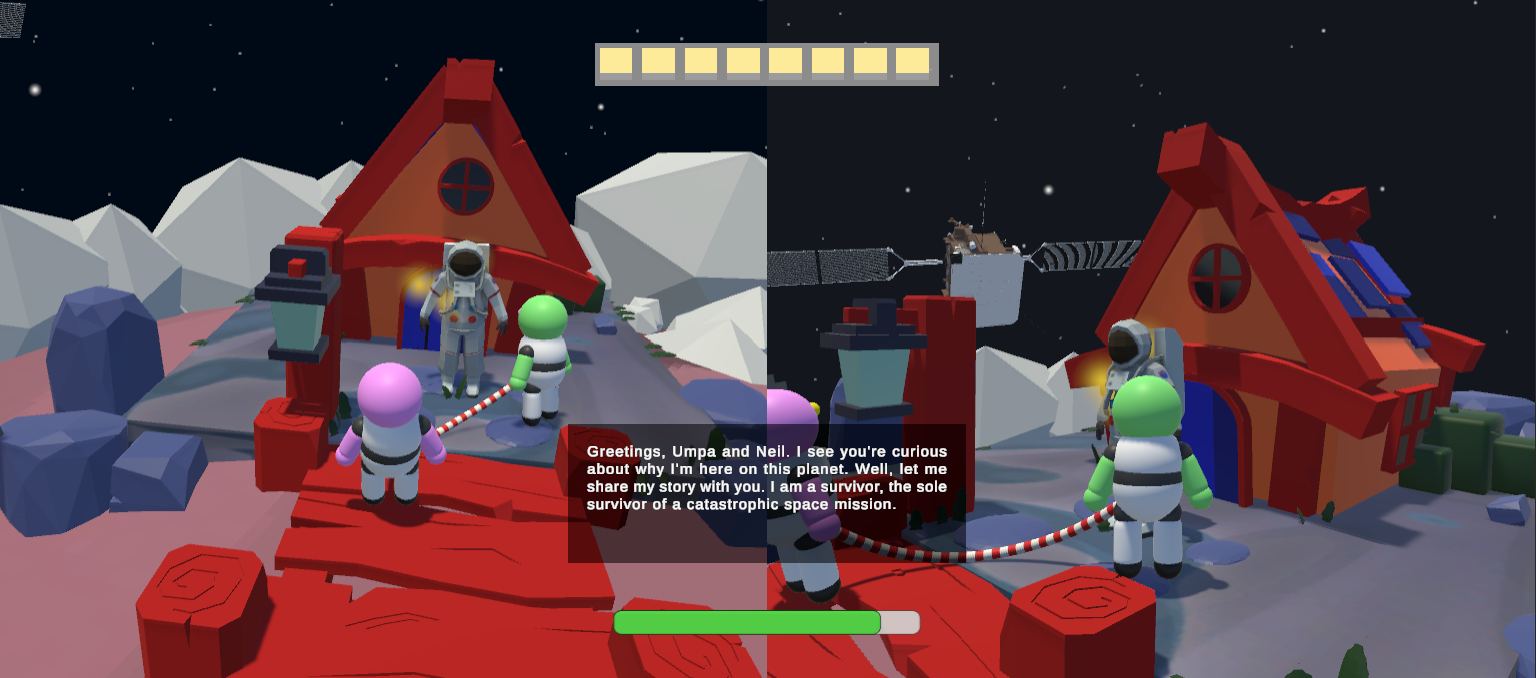 Greetings, Umpa and Neil. I see you're curious
about why I'm here on this planet. Well, let me
share my story with you. I am a survivor, the sole
survivor of a catastrophic space mission.